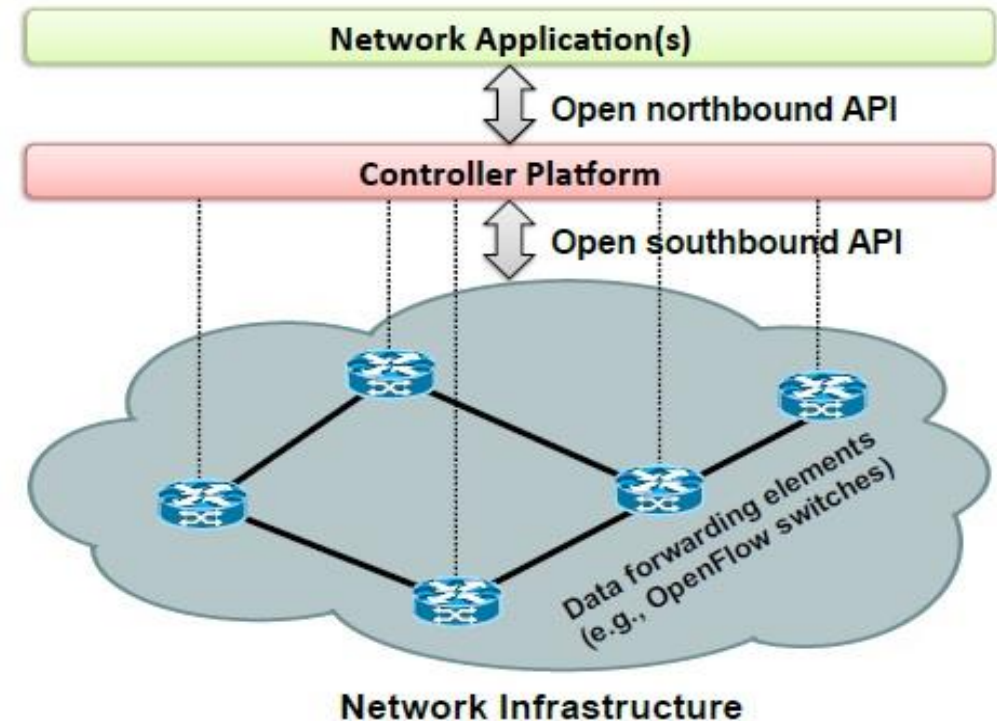 Network Application(s)
Open northbound API
Controller Platform
Open southbound API
Data forwarding elements
(e.g., OpenFlow switches)
Network Infrastructure